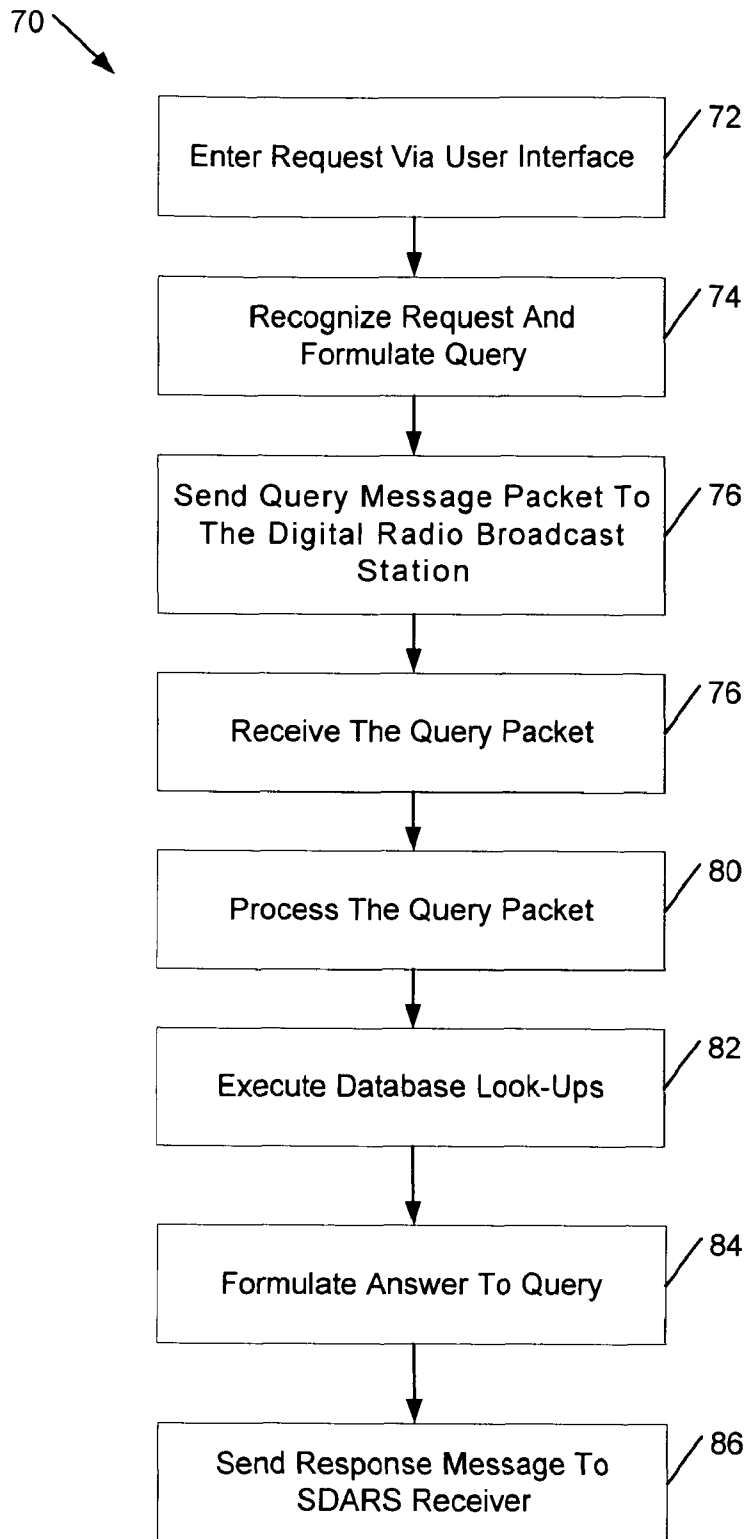 70
72
Enter Request Via User Interface
74
Recognize Request And
Formulate Query
76
Send Query Message Packet To
The Digital Radio Broadcast
Station
76
Receive The Query Packet
80
Process The Query Packet
82
Execute Database Look-Ups
84
Formulate Answer To Query
86
Send Response Message To
SDARS Receiver